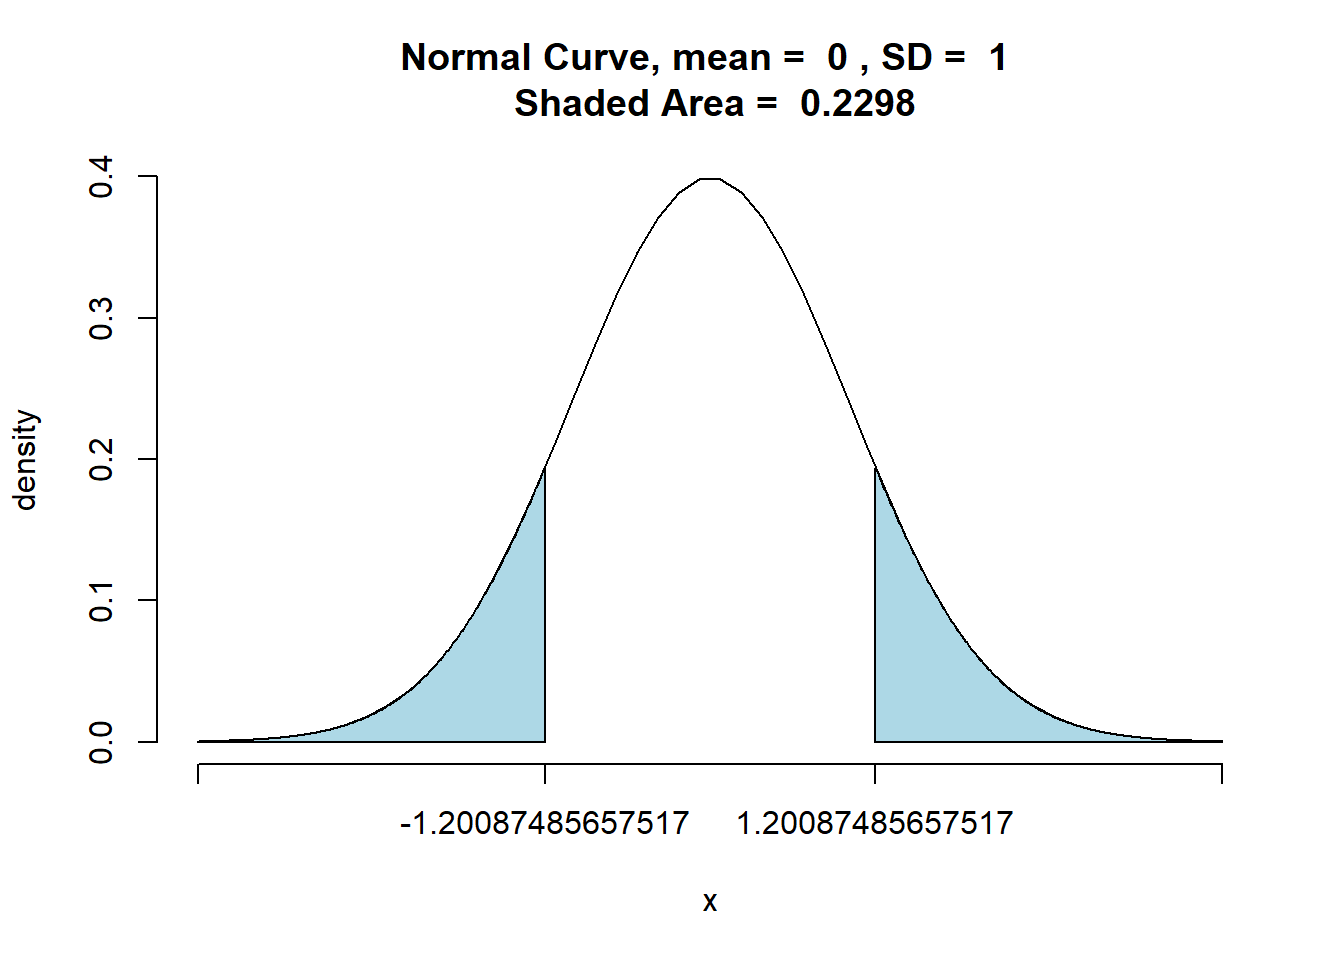 Normal Curve, mean =  0 , SD =  1
Shaded Area =  0.2298
density
0.4
0.3
0.2
0.1
0.0
-1.20087485657517
1.20087485657517
x